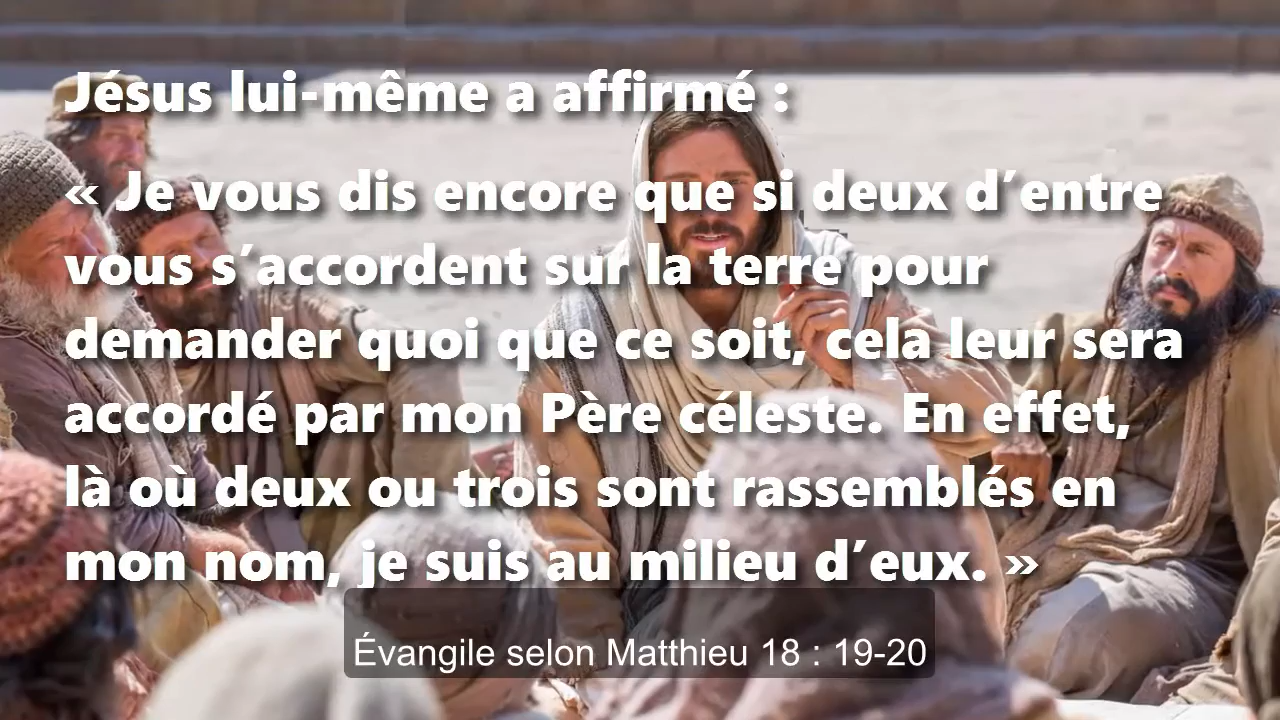 Jésus lui-même a affirmé :
« Je vous dis encore que si deux d’entre
vous s’accordent sur la terre pour
demander quoi que ce soit, cela leur sera
accordé par mon Père céleste. En effet,
là où deux ou trois sont rassemblés en
mon nom, je suis au milieu d’eux. »
Évangile selon Matthieu 18 : 19-20